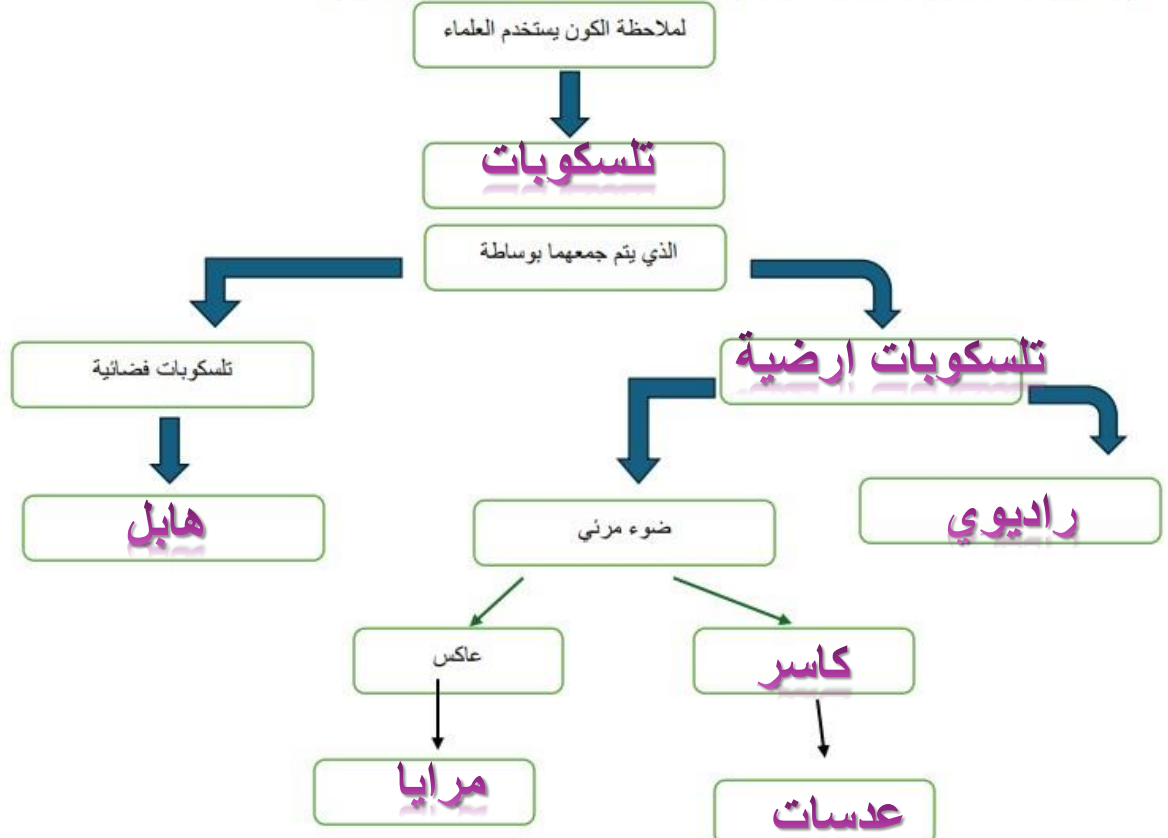 لملاحظة الكون يستخدم العلماء
تلسكوبات
الذي يتم جمعهما بوساطة
تلسكوبات ارضية
تلسكوبات فضائية
راديوي
ضوء مرئي
هابل
كاسر
عاكس
عدسات
مرايا